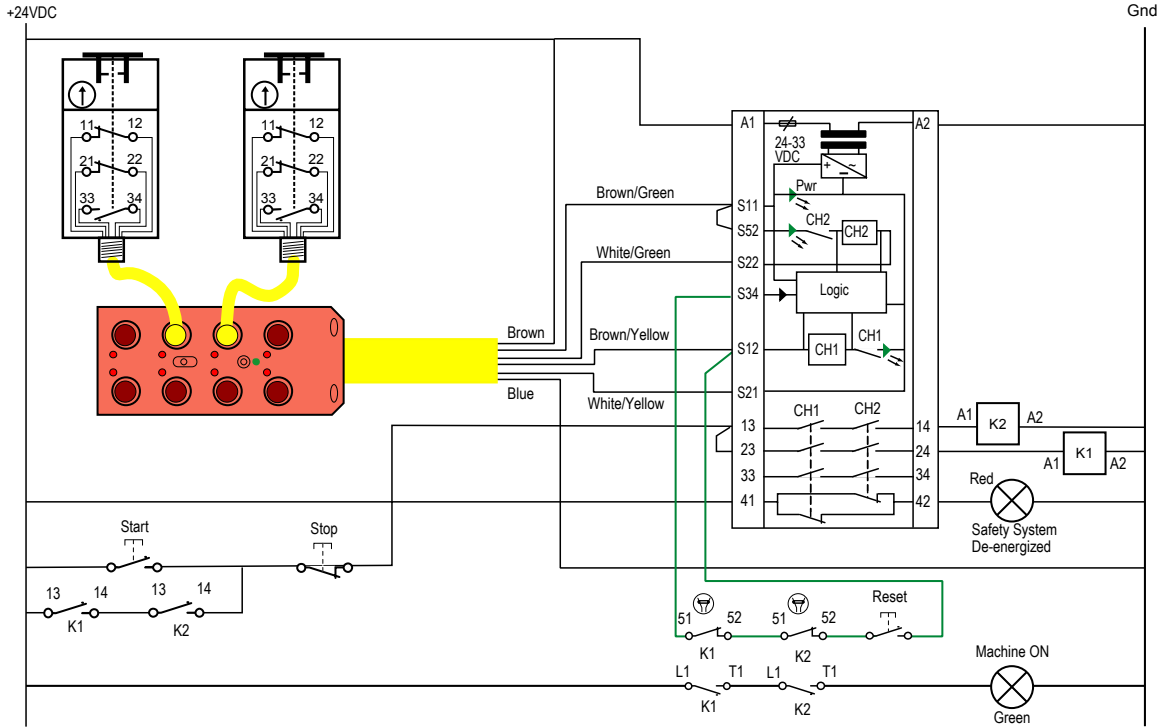 +24VDC
Gnd
11 12
21 22
33 34
11 12
21 22
33 34
A1
24-33
VDC
A2
+ ~
–
Pwr
Brown/Green
S11
S52
CH2
CH2
White/Green
S22
S34
Logic
Brown
Brown/Yellow
S12
CH1
CH1
Blue
White/Yellow
S21
13
CH1
CH2
14
A1
K2
A2
23
24
A1
K1
A2
33
34
Red
41
42
Safety System
De-energized
Start
Stop
13 14
13 14
K1
K2
51 52
51 52
Reset
K1
K2
Machine ON
L1 T1
L1 T1
K1
K2
Green